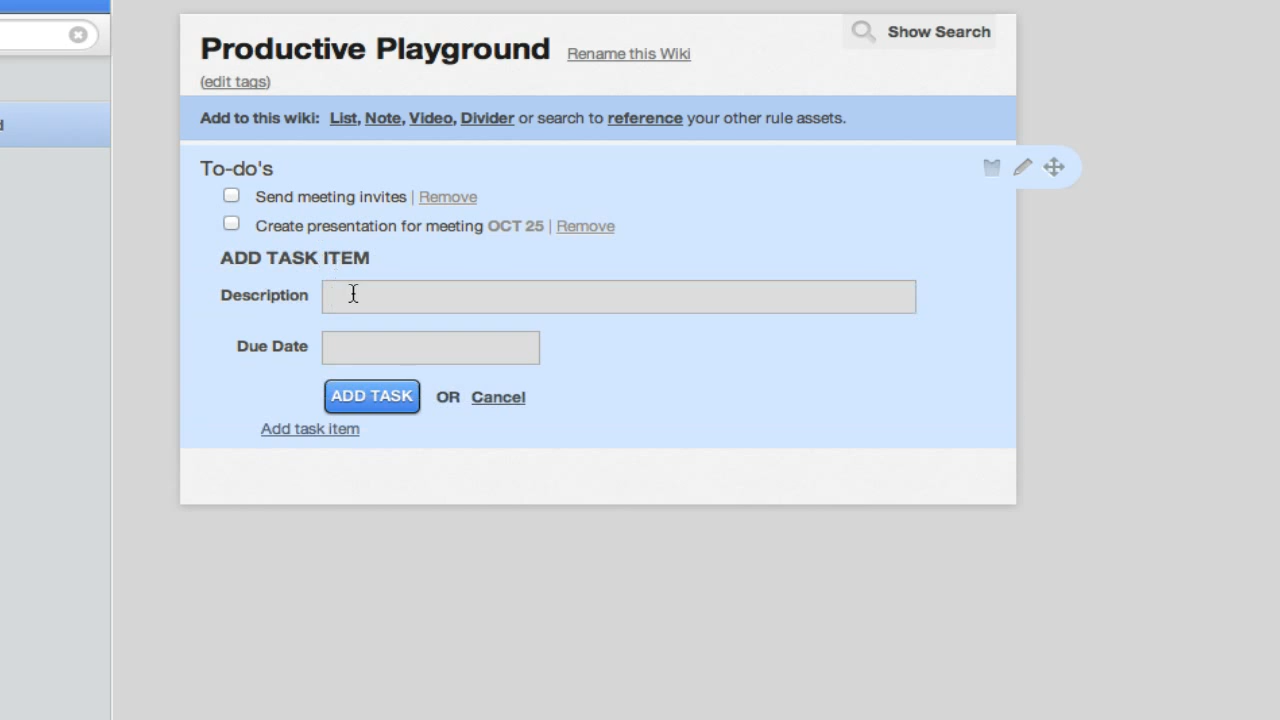 Productive Playground Rename this Wiki
Show Search
(edit tags)
Add to this wiki: List, Note, Video, Divider or search to reference your other rule assets.
d
To-do's
Send meeting invites | Remove
Create presentation for meeting OCT 25 | Remove
ADD TASK ITEM
Description
Due Date
ADD TASK OR Cancel
Add task item